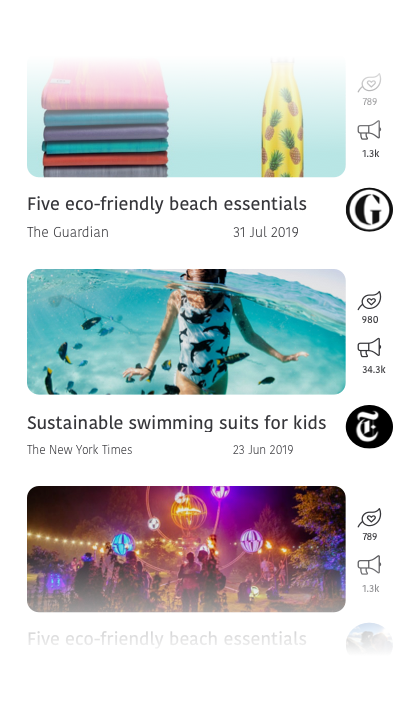 789
1.3k
Five eco-friendly beach essentials
The Guardian 31 Jul 2019
G
980
34.3k
Sustainable swimming suits for kids
T
The New York Times 23 Jun 2019
789
1.3k
Five eco-friendly beach essentials